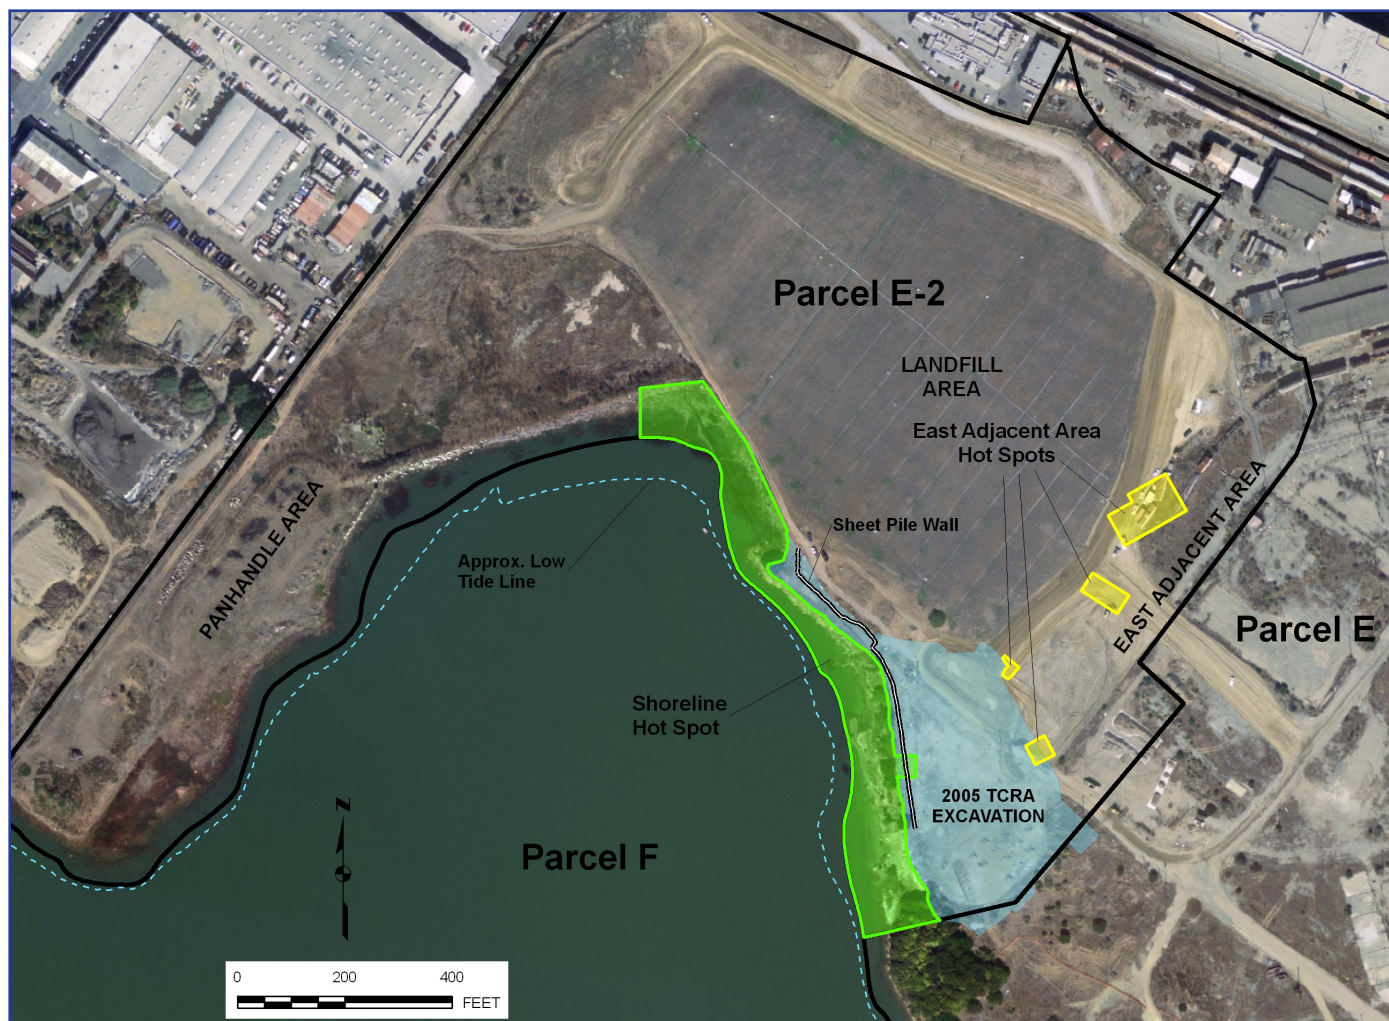 Parcel E-2
LANDFILL
AREA
East Adjacent Area
Hot Spots
Sheet Pile Wall
Approx. Low
Tide Line
PANHANDLE AREA
EAST ADJACENT AREA
Parcel E
Shoreline
Hot Spot
2005 TCRA
EXCAVATION
Parcel F
N
0 200 400
FEET